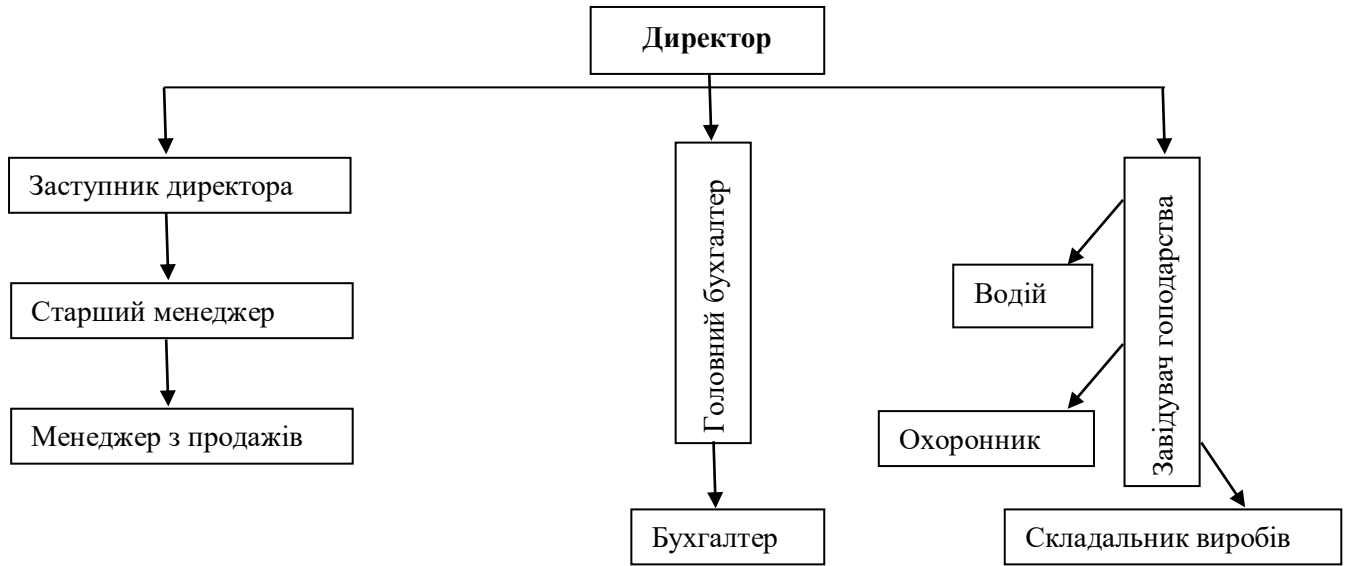 Директор
Заступник директора
Старший менеджер
Менеджер з продажів
Головний бухгалтер
Бухгалтер
Завідувач гоподарства
Водій
Охоронник
Складальник виробів